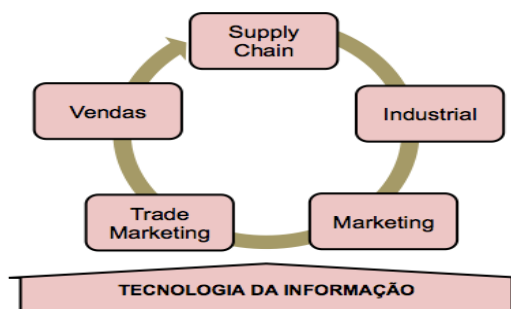 Supply
Chain
Vendas
Industrial
Trade
Marketing
Marketing
TECNOLOGIA DA INFORMAÇÃO